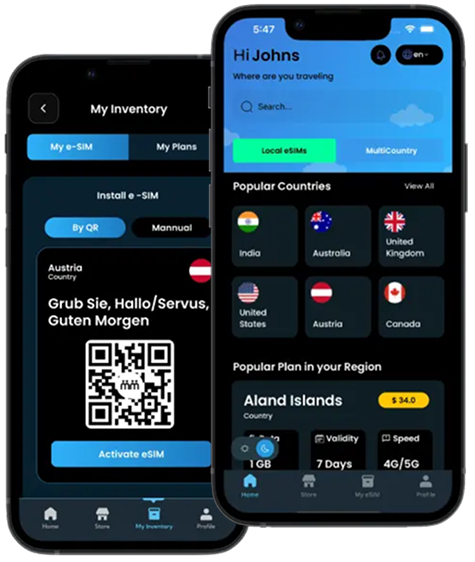 My Inventory
My e-SIM
My Plans
Install e -SIM
By QR
Mannual
Austria
Country
Grub Sie, Hallo/Servus,
Guten Morgen
Activate eSIM
Home
Store
My Inventory
Profile
5:47
Hi Johns
en
Where are you traveling
Search...
Local eSIMs
MultiCountry
Popular Countries
View All
India
Australia
United
Kingdom
United
States
Austria
Canada
Popular Plan in your Region
Aland Islands
$ 34.0
Country
Validity
Speed
1 GB
7 Days
4G/5G
Home
Store
My eSIM
Profile